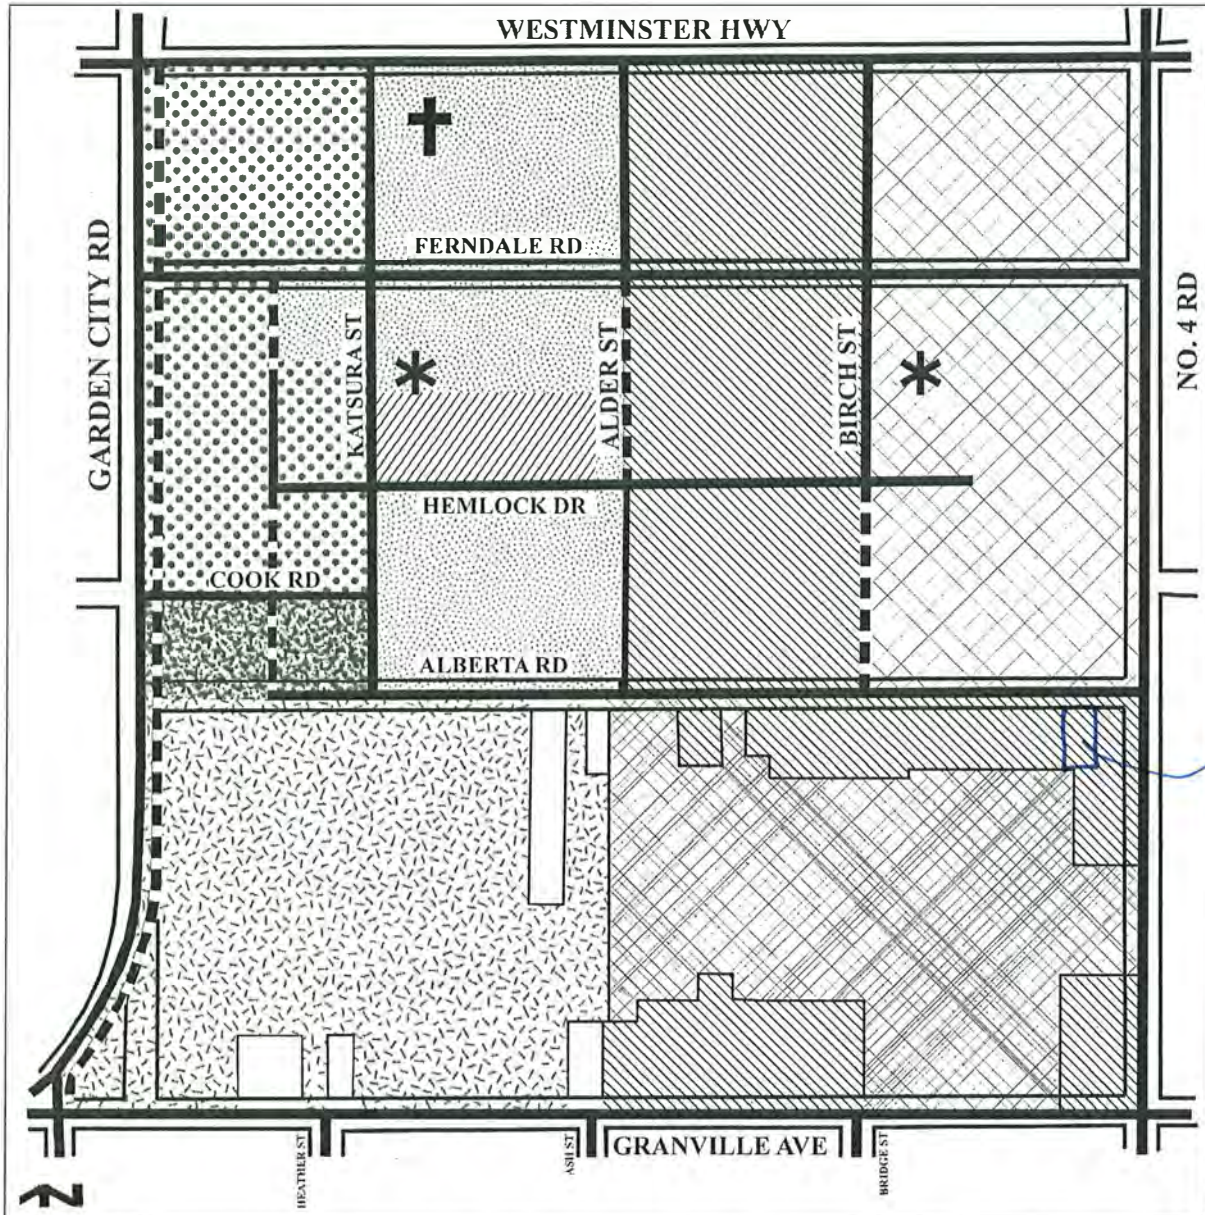 WESTMINSTER HWY
GARDEN CITY RD
FERNDALE RD
KATSURA ST
ALDER ST
BIRCH ST
NO. 4 RD
HEMLOCK DR
COOK RD
ALBERTA RD
HEATHER ST
ASH ST
GRANVILLE AVE
BRIDGE ST